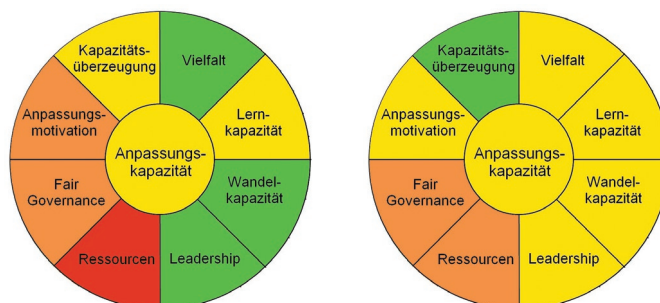 Kapazitäts-
überzeugung
Vielfalt
Anpassungs-
motivation
Lern-
kapazität
Anpassungs-
kapazität
Fair
Governance
Wandel-
kapazität
Ressourcen
Leadership
Kapazitäts-
überzeugung
Vielfalt
Anpassungs-
motivation
Lern-
kapazität
Anpassungs-
kapazität
Fair
Governance
Wandel-
kapazität
Ressourcen
Leadership